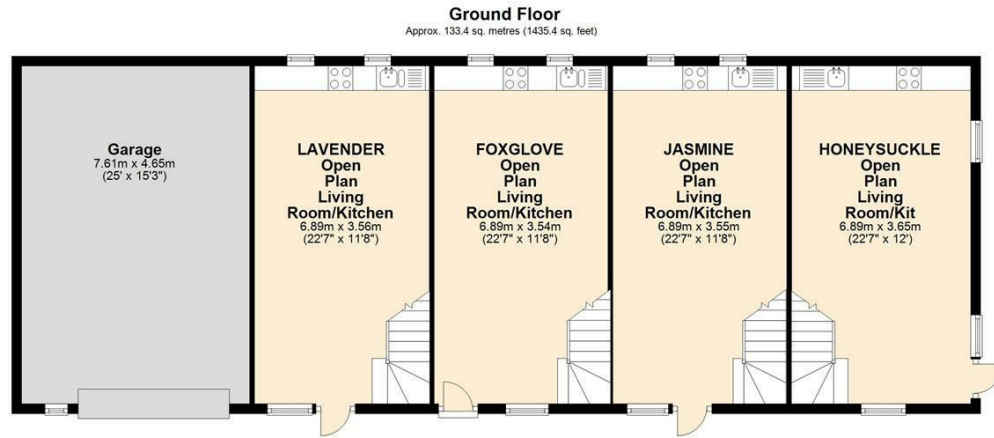 Ground Floor
Approx. 133.4 sq. metres (1435.4 sq. feet)
Garage
7.61m x 4.65m
(25' x 15'3")
LAVENDER
Open
Plan
Living
Room/Kitchen
6.89m x 3.56m
(22'7" x 11'8")
FOXGLOVE
Open
Plan
Living
Room/Kitchen
6.89m x 3.54m
(22'7" x 11'8")
JASMINE
Open
Plan
Living
Room/Kitchen
6.89m x 3.55m
(22'7" x 11'8")
HONEYSUCKLE
Open
Plan
Living
Room/Kit
6.89m x 3.65m
(22'7" x 12')